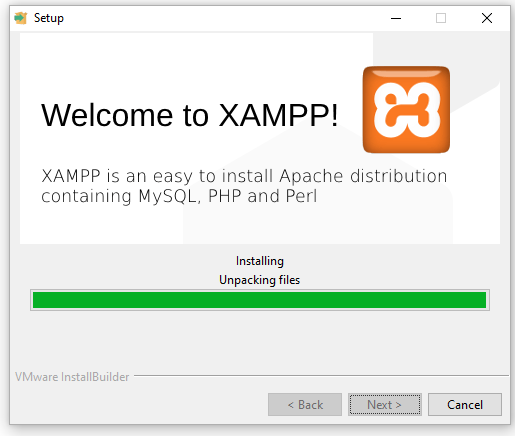 Setup
Welcome to XAMPP!
XAMPP is an easy to install Apache distribution
containing MySQL, PHP and Perl
Installing
Unpacking files
VMware InstallBuilder
< Back
Next >
Cancel